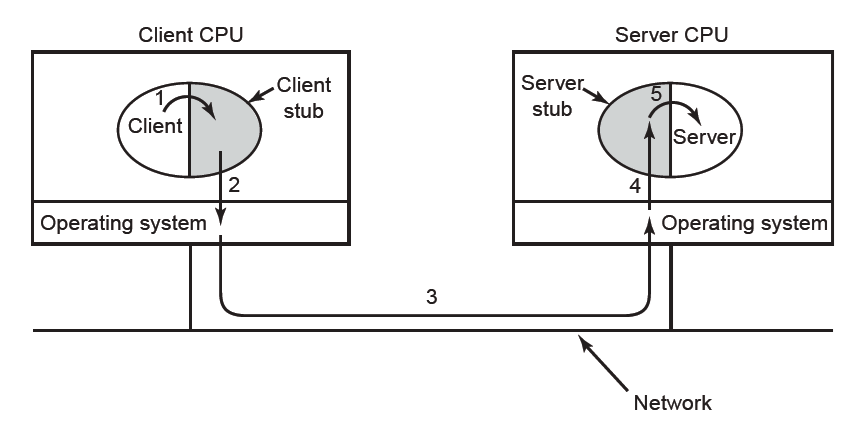 Client CPU
Server CPU
1
Client
Client
stub
2
Operating system
Server
stub
5
Server
4
Operating system
3
Network